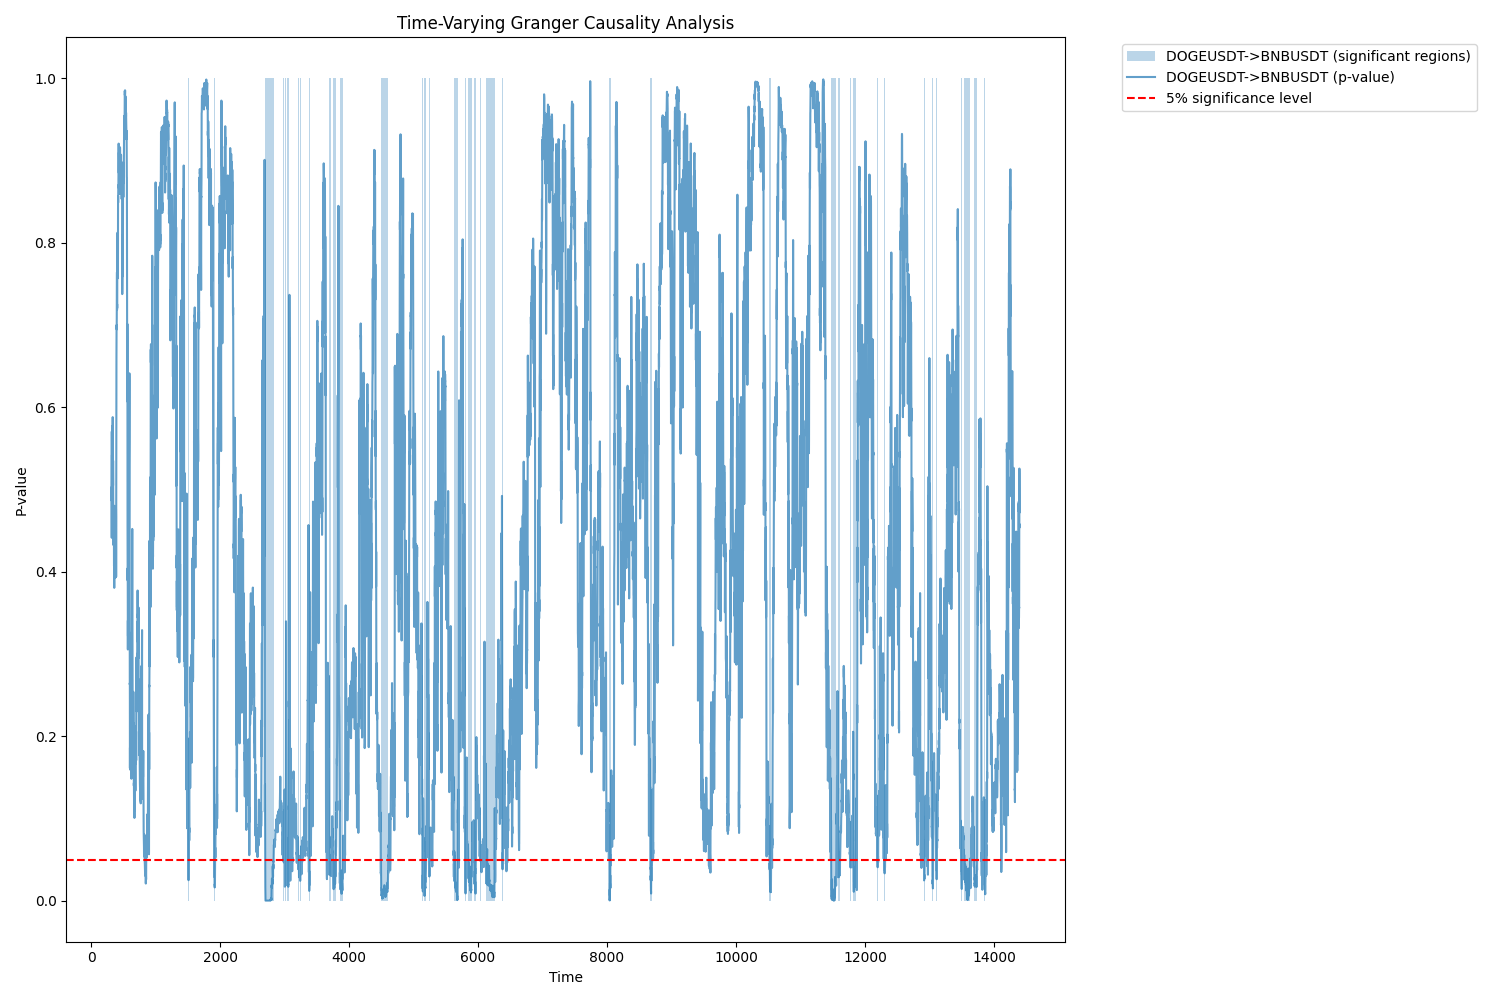 Time-Varying Granger Causality Analysis
DOGEUSDT->BNBUSDT (significant regions)
DOGEUSDT->BNBUSDT (p-value)
5% significance level
1.0
0.8
0.6
0.4
0.2
0.0
P-value
0 2000 4000 6000 8000 10000 12000 14000
Time